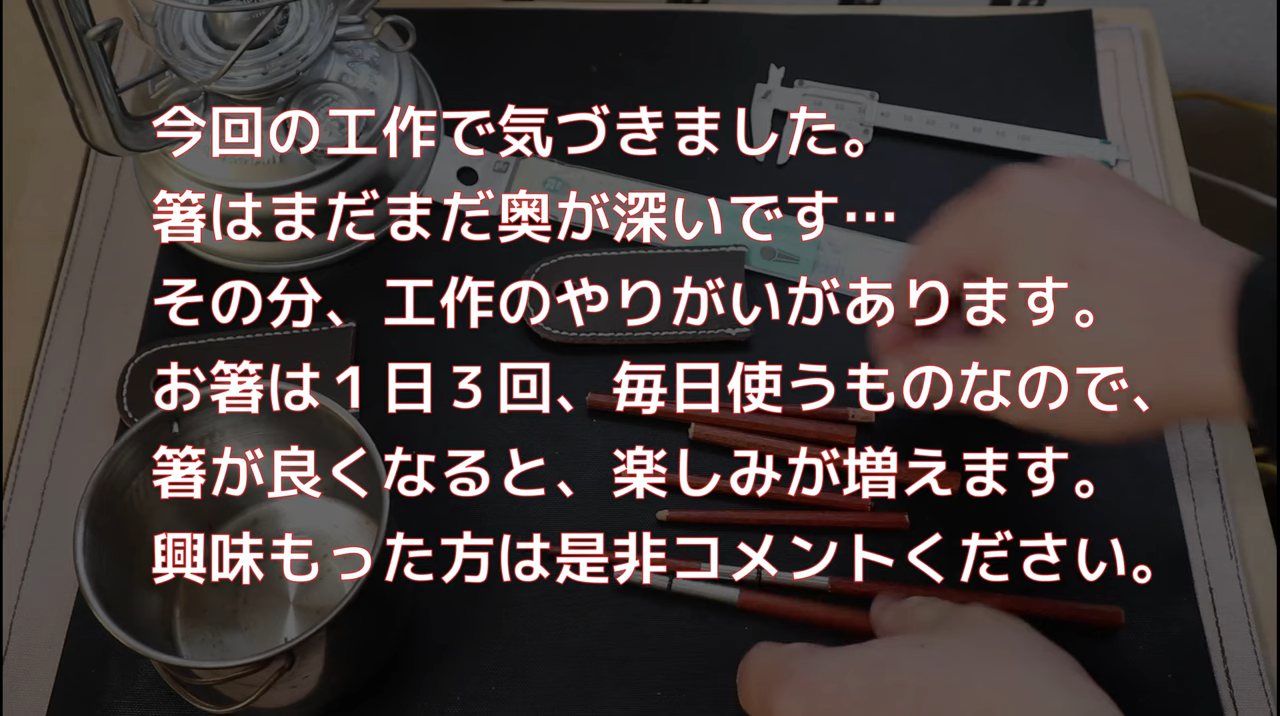 今回の工作で気づきました。
箸はまだまだ奥が深いです…
その分、工作のやりがいがあります。
お箸は１日３回、毎日使うものなので、
箸が良くなると、楽しみが増えます。
興味もった方は是非コメントください。